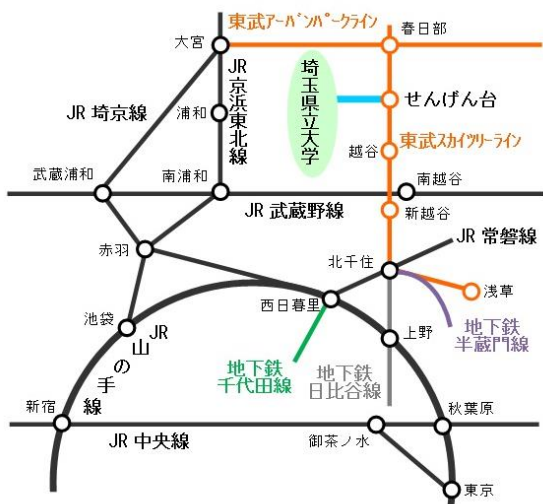 東武アーバンパークライン
大宮
春日部
JR京浜東北線
埼玉県立大学
せんげん台
JR 埼京線
浦和
東武スカイツリーライン
越谷
武蔵浦和
南浦和
南越谷
JR 武蔵野線
新越谷
赤羽
JR 常磐線
北千住
西日暮里
浅草
池袋
JR山の手線
上野
地下鉄
半蔵門線
地下鉄
千代田線
地下鉄
日比谷線
新宿
秋葉原
JR 中央線
御茶ノ水
東京